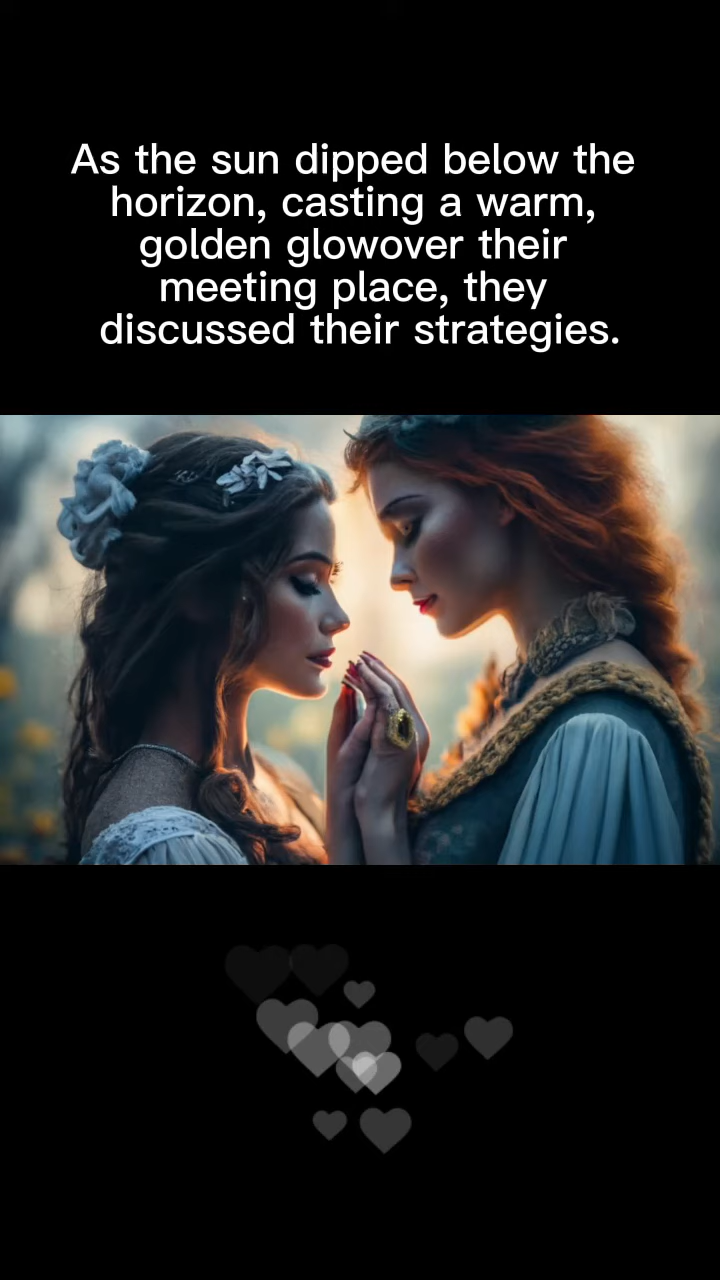 As the sun dipped below the
horizon, casting a warm,
golden glowover their
meeting place, they
discussed their strategies.